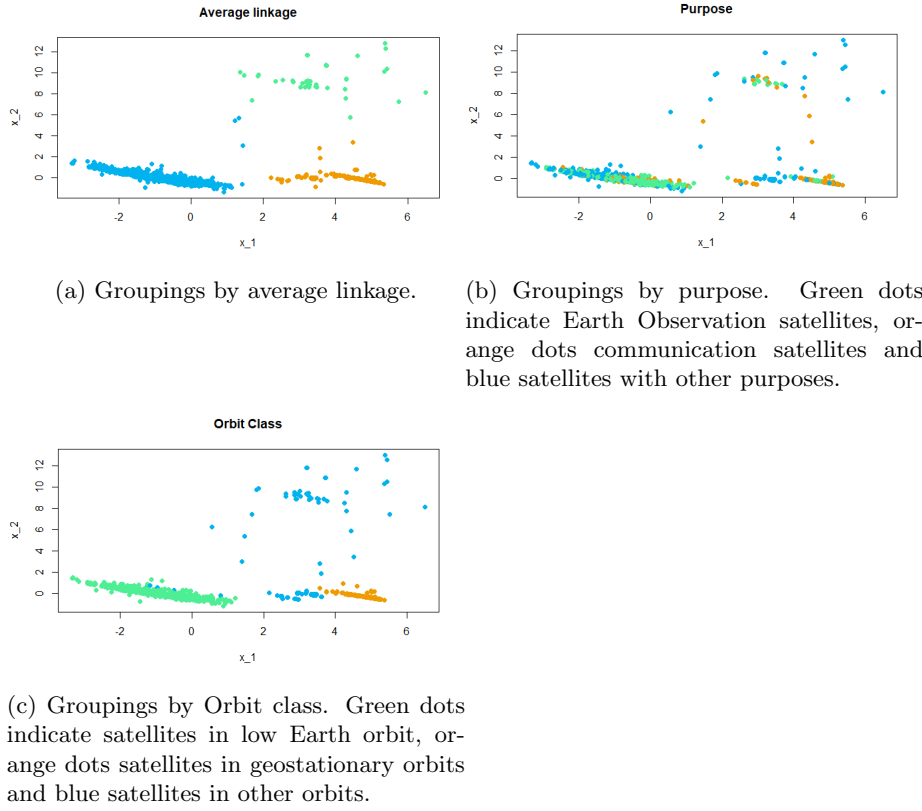 Average linkage
12
10
8
6
4
2
0
x_2
-2
0
2
4
6
x_1
(a) Groupings by average linkage.
Purpose
12
10
8
6
4
2
0
x_2
-2
0
2
4
6
x_1
(b) Groupings by purpose. Green dots
indicate Earth Observation satellites, or-
ange dots communication satellites and
blue satellites with other purposes.
Orbit Class
12
10
8
6
4
2
0
x_2
-2
0
2
4
6
x_1
(c) Groupings by Orbit class. Green dots
indicate satellites in low Earth orbit, or-
ange dots satellites in geostationary orbits
and blue satellites in other orbits.